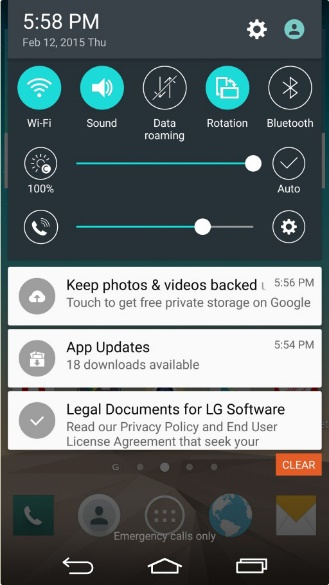 5:58 PM
Feb 12, 2015 Thu
Wi-Fi
Sound
Data
roaming
Rotation
Bluetooth
100%
Auto
Keep photos & videos backed 5:56 PM
Touch to get free private storage on Google
App Updates 5:54 PM
18 downloads available
Legal Documents for LG Software
Read our Privacy Policy and End User
License Agreement that seek your
CLEAR
G
Emergency calls only